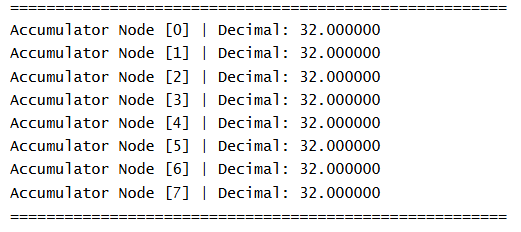 =======================================================
Accumulator Node [0] | Decimal: 32.000000
Accumulator Node [1] | Decimal: 32.000000
Accumulator Node [2] | Decimal: 32.000000
Accumulator Node [3] | Decimal: 32.000000
Accumulator Node [4] | Decimal: 32.000000
Accumulator Node [5] | Decimal: 32.000000
Accumulator Node [6] | Decimal: 32.000000
Accumulator Node [7] | Decimal: 32.000000
=======================================================